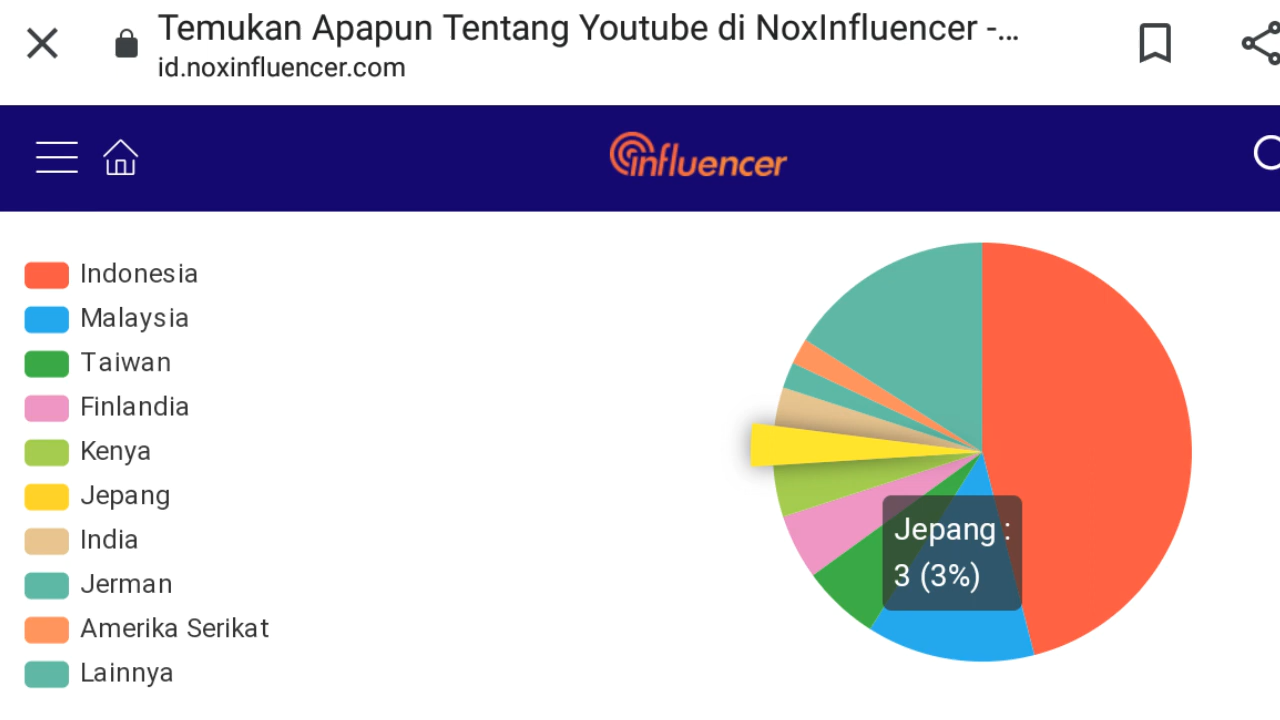 Temukan Apapun Tentang Youtube di NoxInfluencer -...
id.noxinfluencer.com
influencer
Indonesia
Malaysia
Taiwan
Finlandia
Kenya
Jepang
India
Jerman
Amerika Serikat
Lainnya
Jepang :
3 (3%)